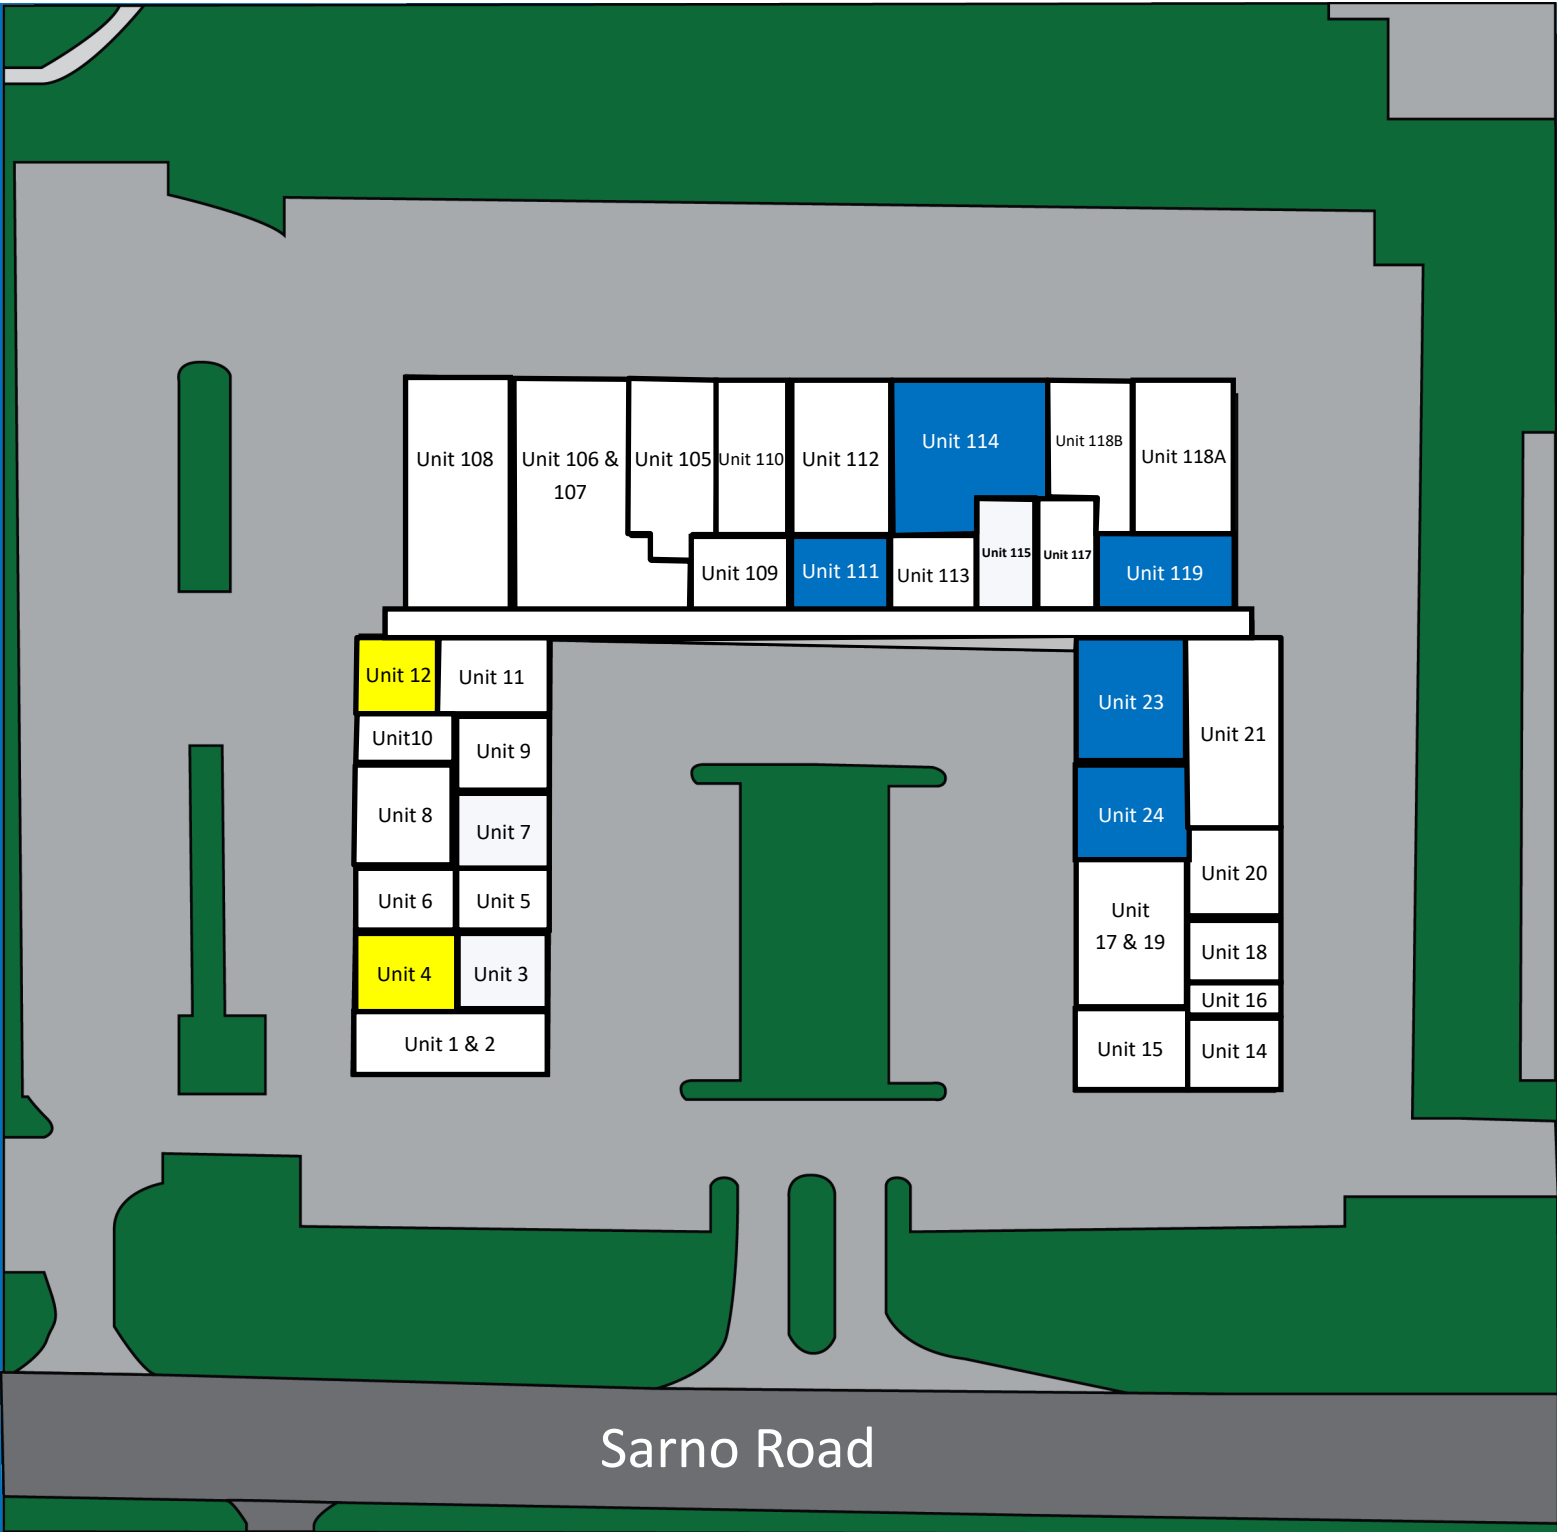 Unit 108
Unit 106 &
107
Unit 105
Unit 110
Unit 112
Unit 114
Unit 118B
Unit 118A
Unit 109
Unit 111
Unit 113
Unit 115
Unit 117
Unit 119
Unit 12
Unit 11
Unit10
Unit 9
Unit 8
Unit 7
Unit 6
Unit 5
Unit 4
Unit 3
Unit 1 & 2
Unit 23
Unit 21
Unit 24
Unit 20
Unit
17 & 19
Unit 18
Unit 16
Unit 15
Unit 14
Sarno Road